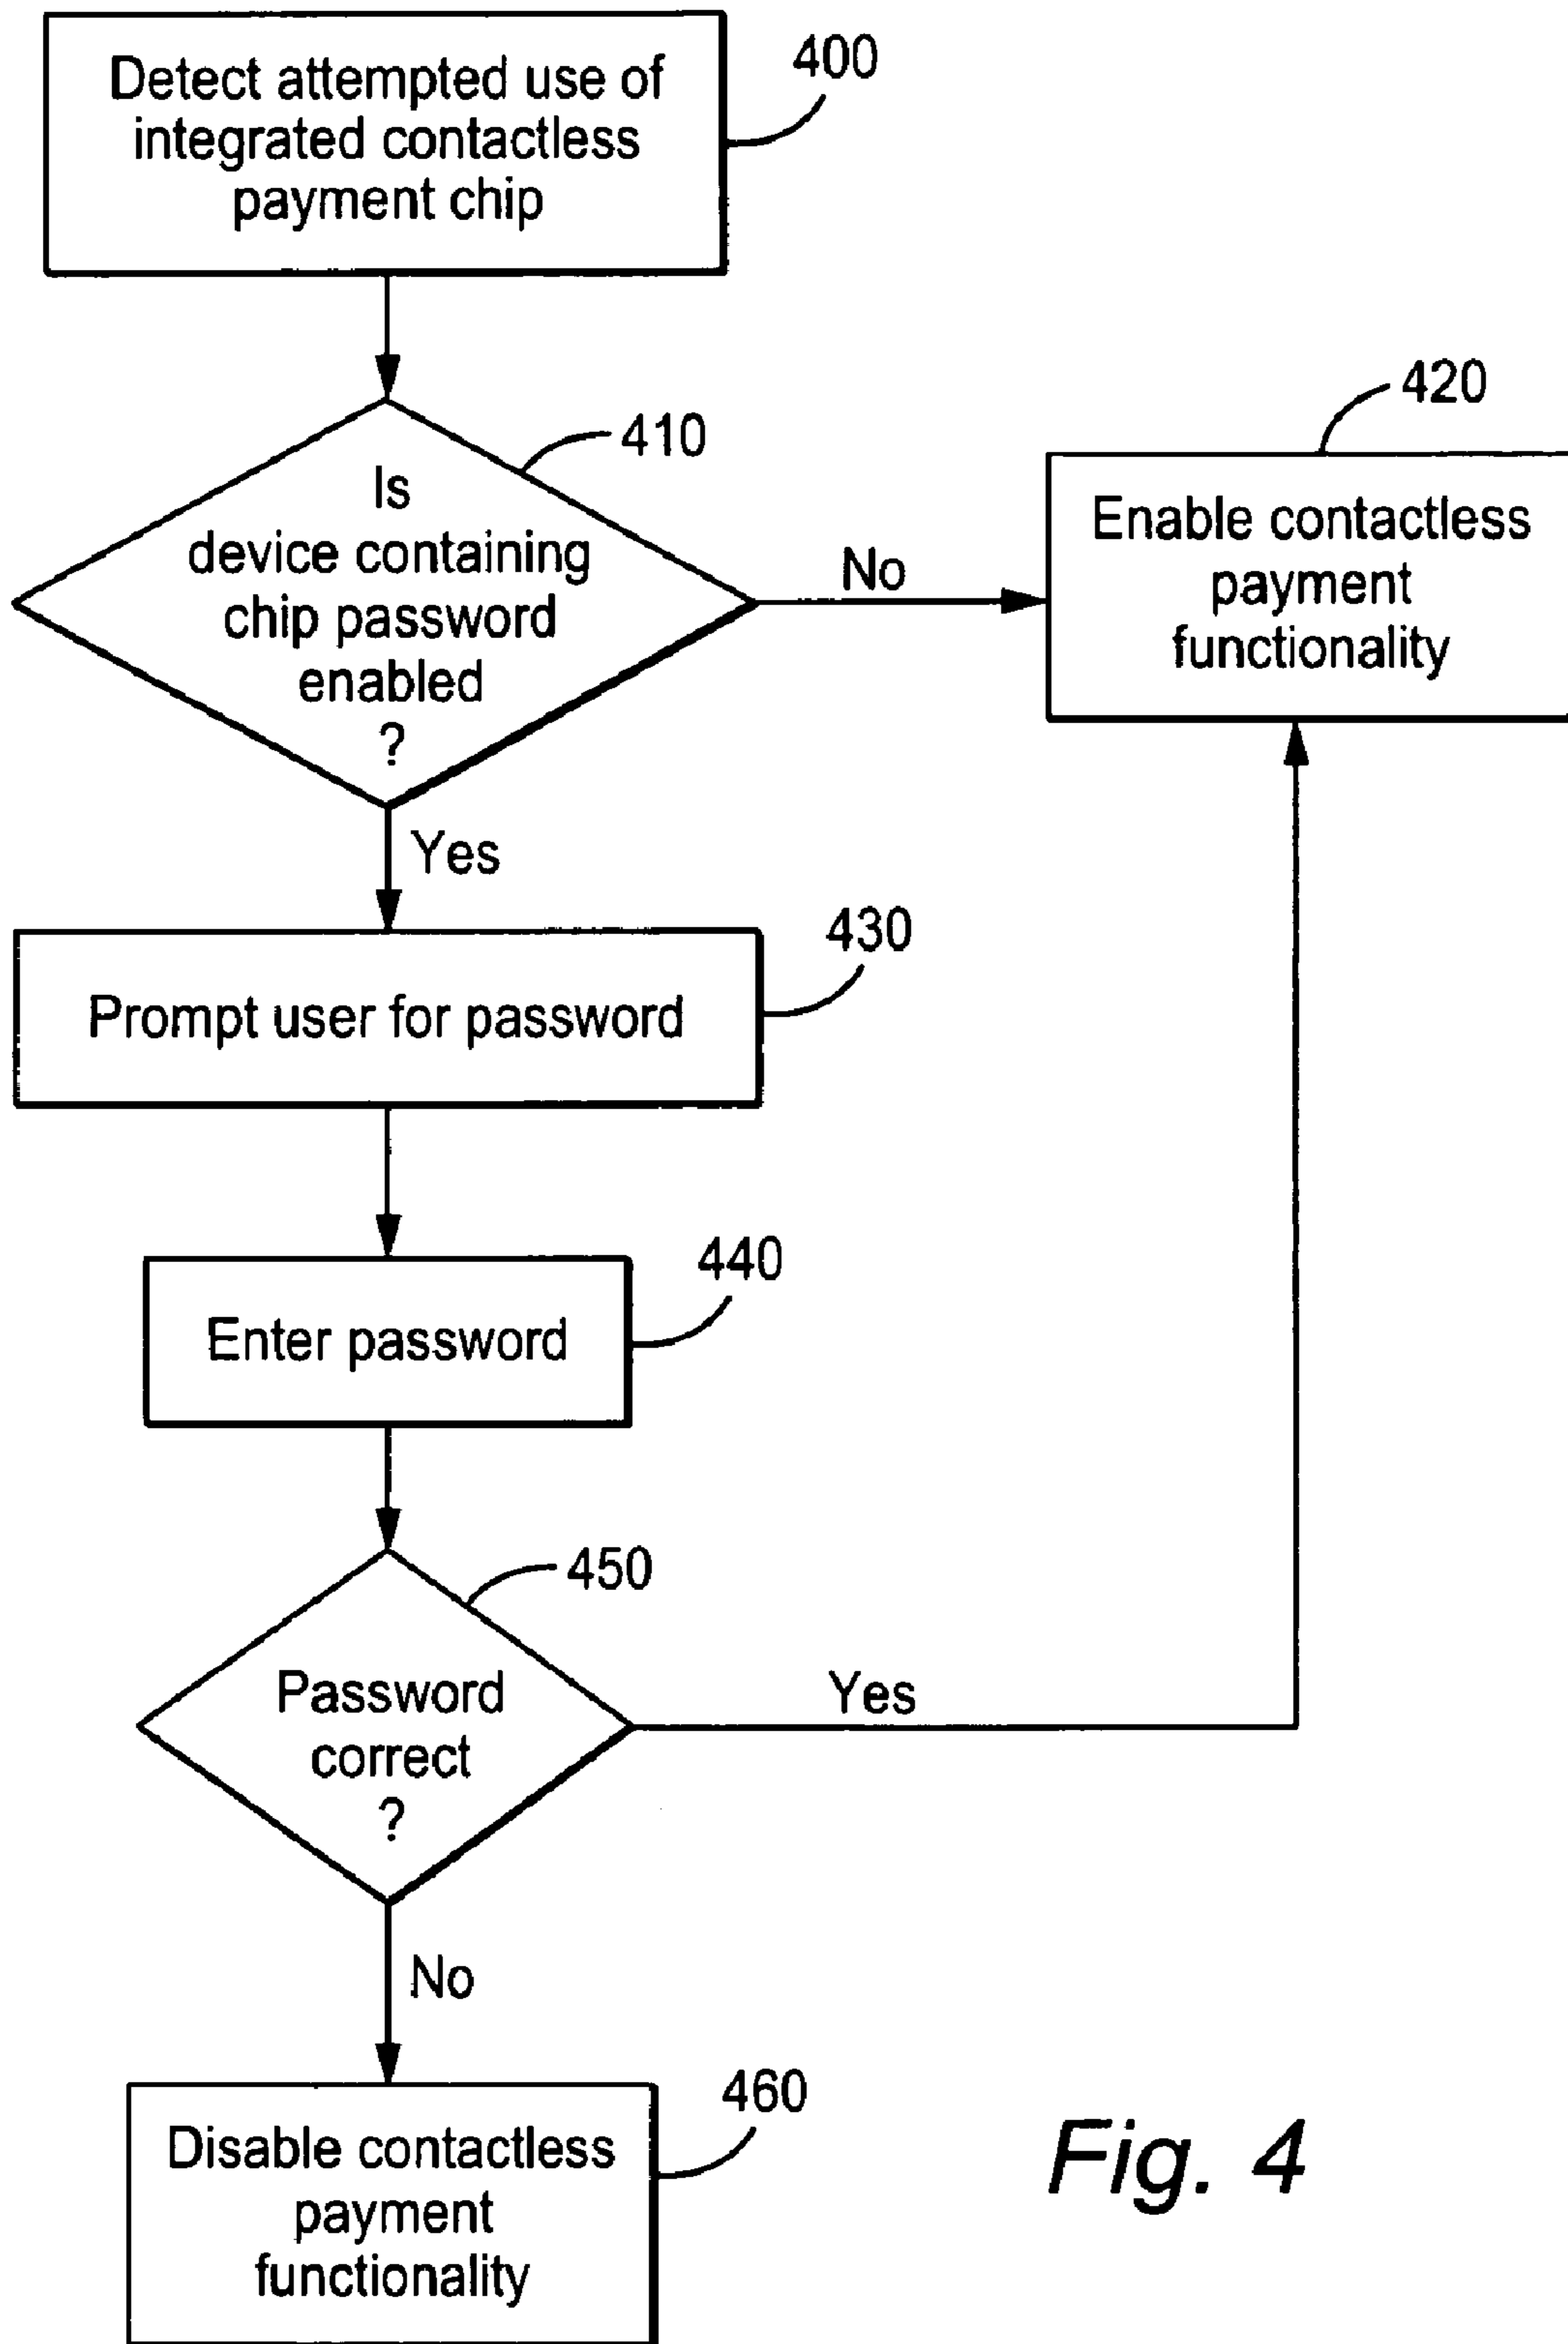 Detect attempted use of
integrated contactless
payment chip
400
410
Is
device containing
chip password
enabled
?
No
420
Enable contactless
payment
functionality
Yes
430
Prompt user for password
440
Enter password
450
Password
correct
?
Yes
No
460
Disable contactless
payment
functionality
Fig. 4